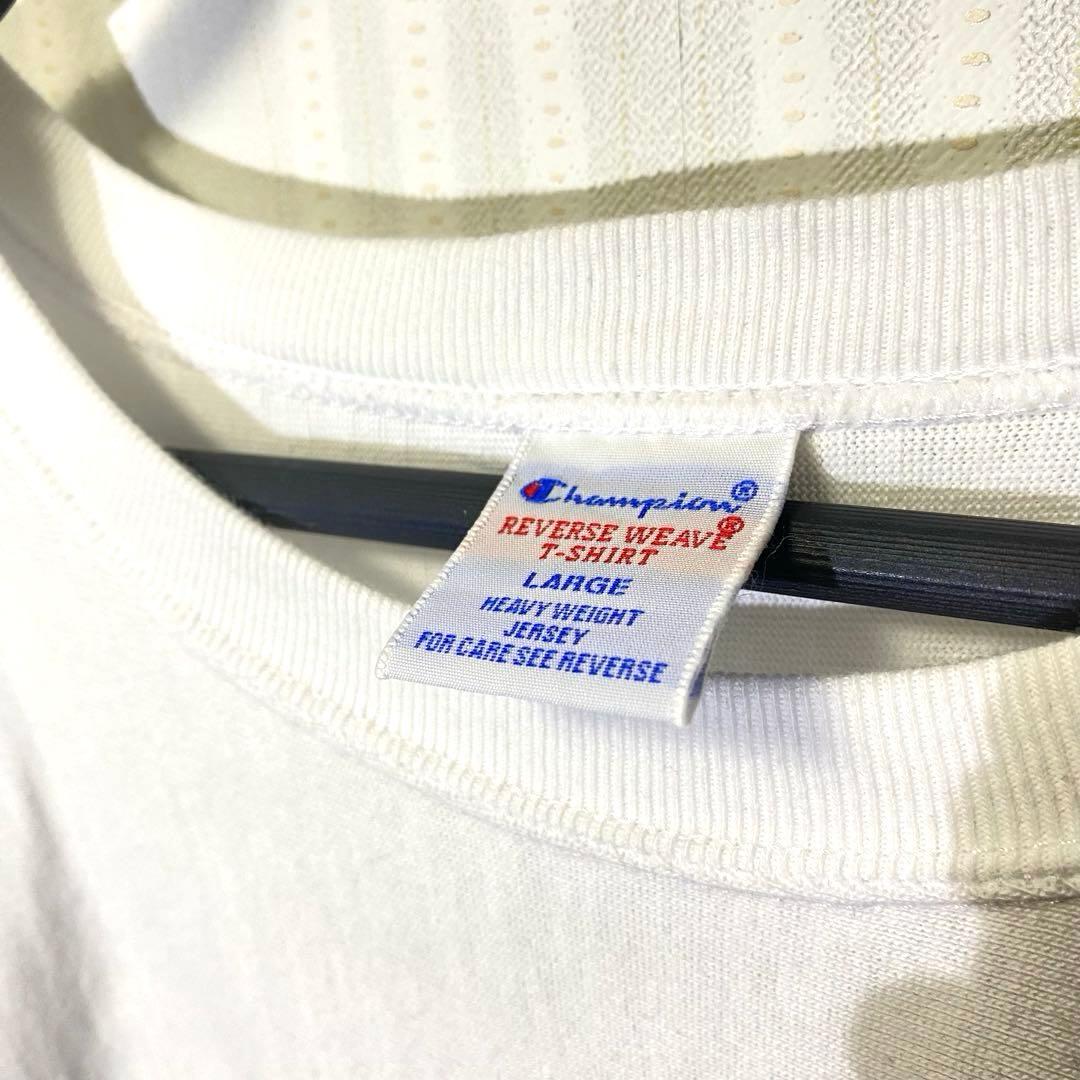 Champion®
REVERSE WEAVE®
T-SHIRT
LARGE
HEAVY WEIGHT
JERSEY
FOR CARE SEE REVERSE